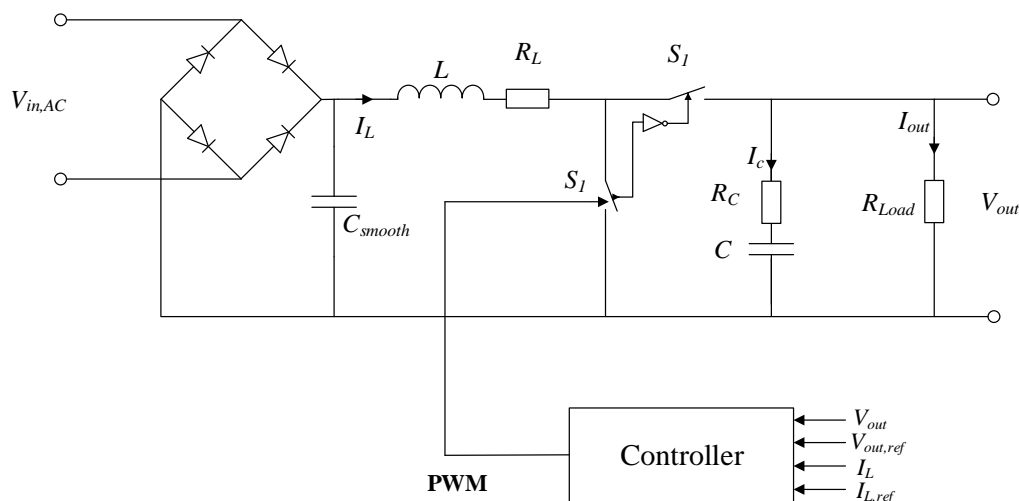 V_in,AC
L
R_L
S_1
I_L
C_smooth
S_1
I_c
R_C
C
I_out
R_Load
V_out
Controller
V_out
V_out,ref
I_L
I_L,ref
PWM